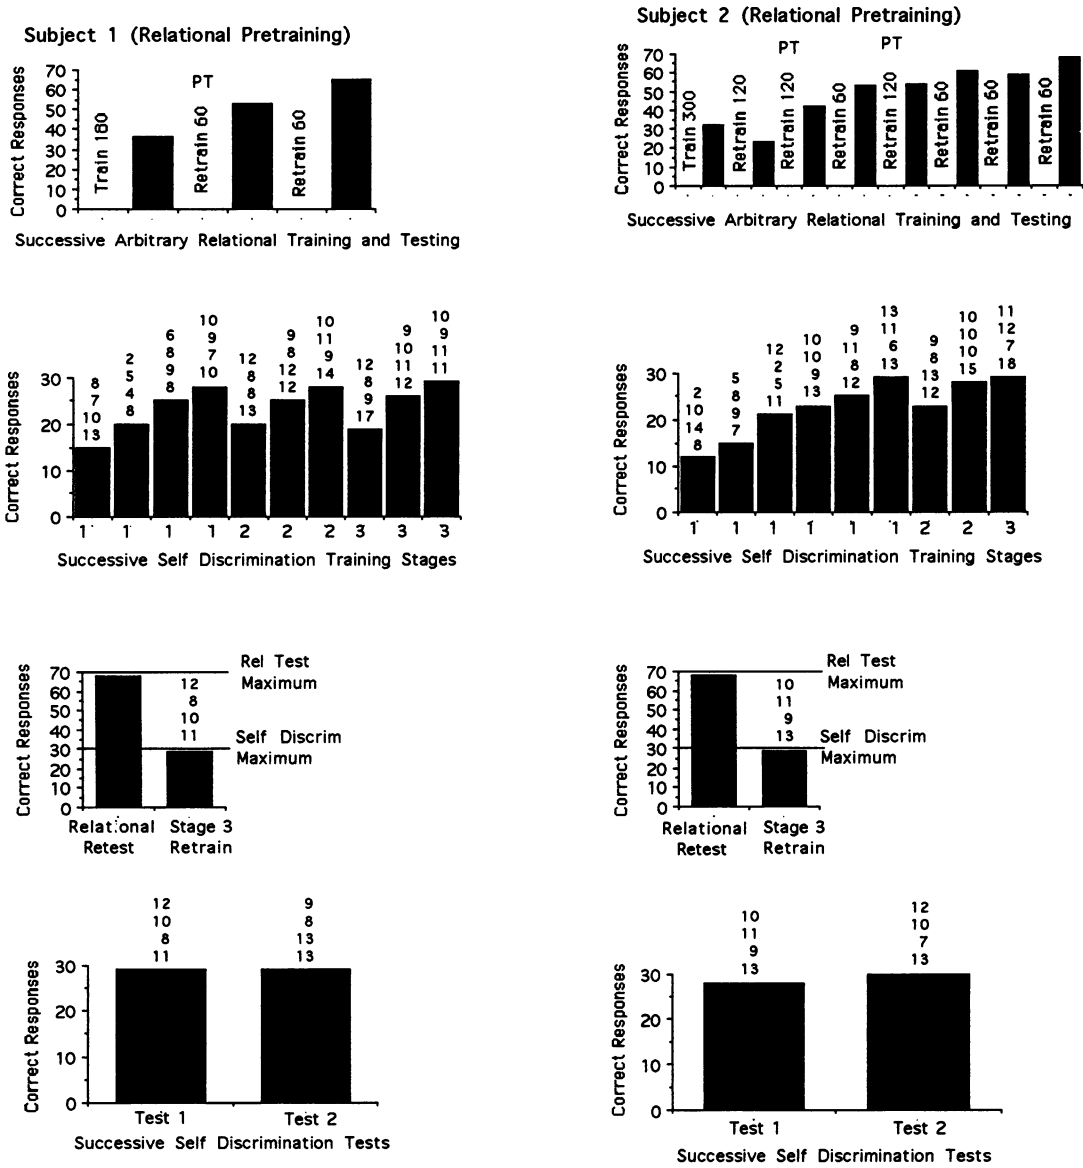 Subject 1 (Relational Pretraining)
Correct Responses
70
60
50
40
30
20
10
0
Train 180
PT
Retrain 60
Retrain 60
Successive Arbitrary Relational Training and Testing
Subject 2 (Relational Pretraining)
Correct Responses
70
60
50
40
30
20
10
0
PT
PT
Train 300
Retrain 120
Retrain 120
Retrain 60
Retrain 120
Retrain 60
Retrain 60
Retrain 60
Successive Arbitrary Relational Training and Testing
Correct Responses
30
20
10
0
8
7
10
13
2
5
4
8
6
8
9
8
10
9
7
10
12
8
8
13
9
8
12
12
10
11
9
14
12
8
9
17
9
10
11
12
10
9
11
11
1 1 1 1 2 2 2 3 3 3
Successive Self Discrimination Training Stages
Correct Responses
30
20
10
0
2
10
14
8
5
8
9
7
12
2
5
11
10
10
9
13
9
11
8
12
13
11
6
13
9
8
13
12
10
10
10
15
11
12
7
18
1 1 1 1 1 1 2 2 3
Successive Self Discrimination Training Stages
Correct Responses
70
60
50
40
30
20
10
0
Rel Test
Maximum
12
8
10
11
Self Discrim
Maximum
Relational
Retest
Stage 3
Retrain
Correct Responses
70
60
50
40
30
20
10
0
Rel Test
Maximum
10
11
9
13
Self Discrim
Maximum
Relational
Retest
Stage 3
Retrain
Correct Responses
30
20
10
0
12
10
8
11
9
8
13
13
Test 1 Test 2
Successive Self Discrimination Tests
Correct Responses
30
20
10
0
10
11
9
13
12
10
7
13
Test 1 Test 2
Successive Self Discrimination Tests